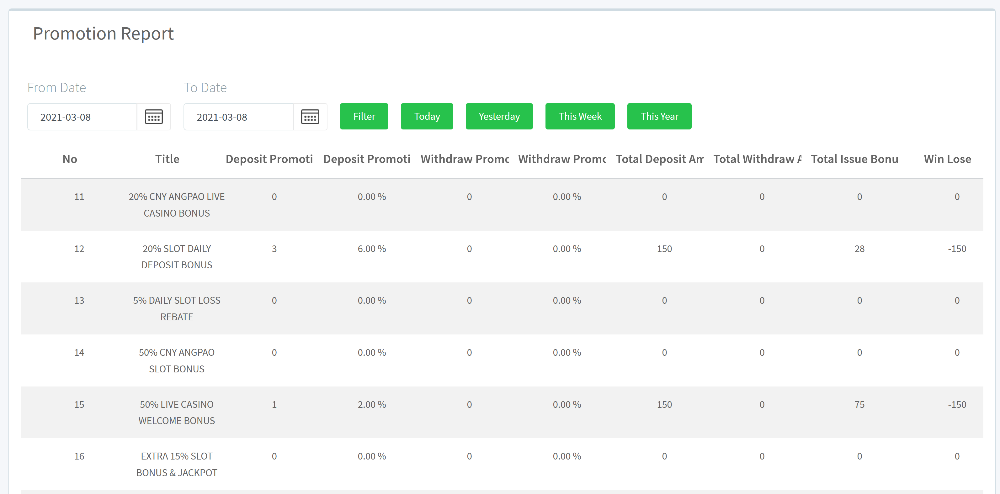 Promotion Report
From Date To Date
2021-03-08 2021-03-08 Filter Today Yesterday This Week This Year
No Title Deposit Promoti Deposit Promoti Withdraw Promo Withdraw Promo Total Deposit Am Total Withdraw A Total Issue Bonu Win Lose
11 20% CNY ANGPAO LIVE 0 0.00 % 0 0.00 % 0 0 0 0
CASINO BONUS
12 20% SLOT DAILY 3 6.00 % 0 0.00 % 150 0 28 -150
DEPOSIT BONUS
13 5% DAILY SLOT LOSS 0 0.00 % 0 0.00 % 0 0 0 0
REBATE
14 50% CNY ANGPAO 0 0.00 % 0 0.00 % 0 0 0 0
SLOT BONUS
15 50% LIVE CASINO 1 2.00 % 0 0.00 % 150 0 75 -150
WELCOME BONUS
16 EXTRA 15% SLOT 0 0.00 % 0 0.00 % 0 0 0 0
BONUS & JACKPOT